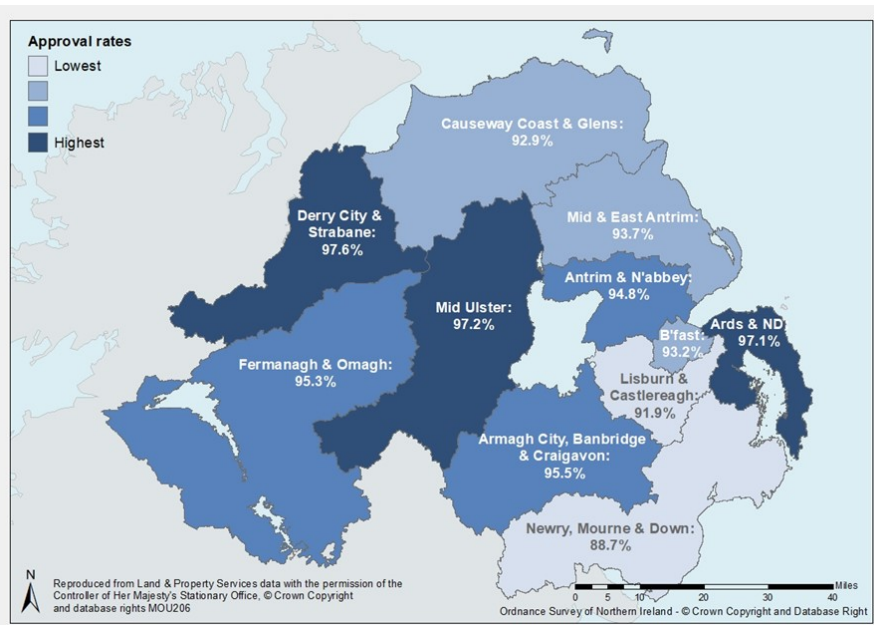 Approval rates
Lowest
Highest
Causeway Coast & Glens:
92.9%
Derry City &
Strabane:
97.6%
Mid & East Antrim:
93.7%
Antrim & N'abbey:
94.8%
Mid Ulster:
97.2%
B'fast:
93.2%
Ards & ND
97.1%
Fermanagh & Omagh:
95.3%
Lisburn &
Castlereagh:
91.9%
Armagh City, Banbridge
& Craigavon:
95.5%
Newry, Mourne & Down:
88.7%
N
Reproduced from Land & Property Services data with the permission of the
Controller of Her Majesty's Stationary Office, © Crown Copyright
and database rights MOU206
Miles
0 5 10 20 30 40
Ordnance Survey of Northern Ireland - © Crown Copyright and Database Right